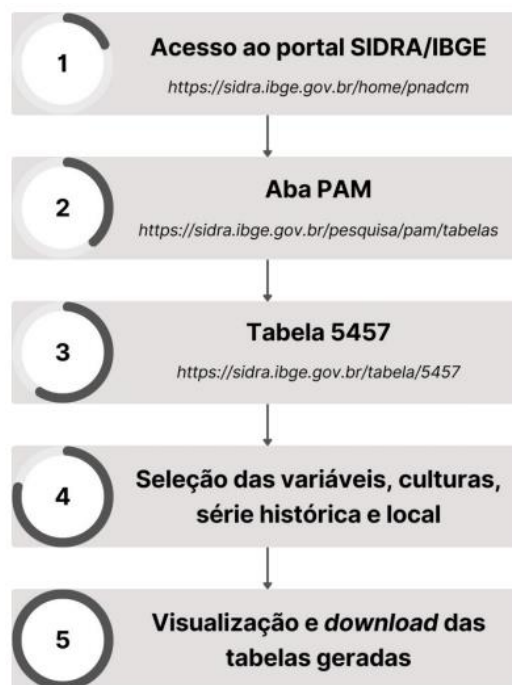 1
Acesso ao portal SIDRA/IBGE
https://sidra.ibge.gov.br/home/pnadcm
2
Aba PAM
https://sidra.ibge.gov.br/pesquisa/pam/tabelas
3
Tabela 5457
https://sidra.ibge.gov.br/tabela/5457
4
Seleção das variáveis, culturas,
série histórica e local
5
Visualização e download das
tabelas geradas